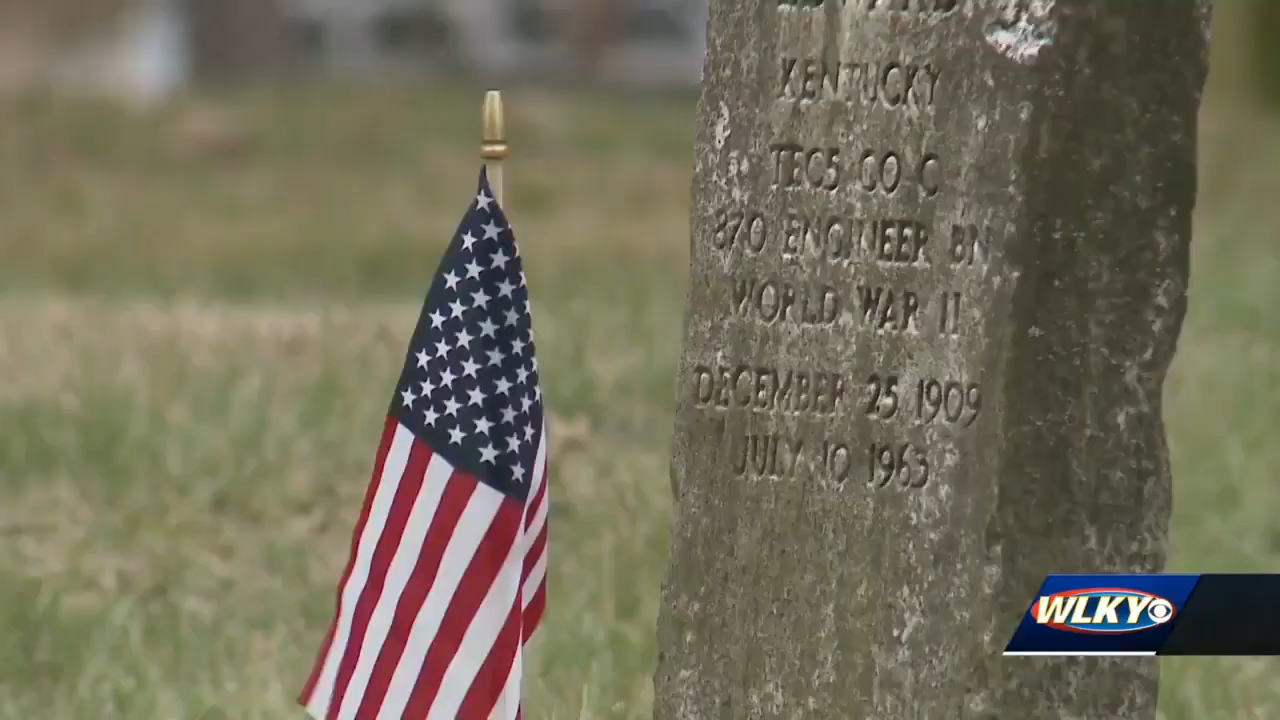 KENTUCKY
TEC5 CO C
870 ENGINEER BN
WORLD WAR II
DECEMBER 25 1909
JULY 10 1963
WLKY